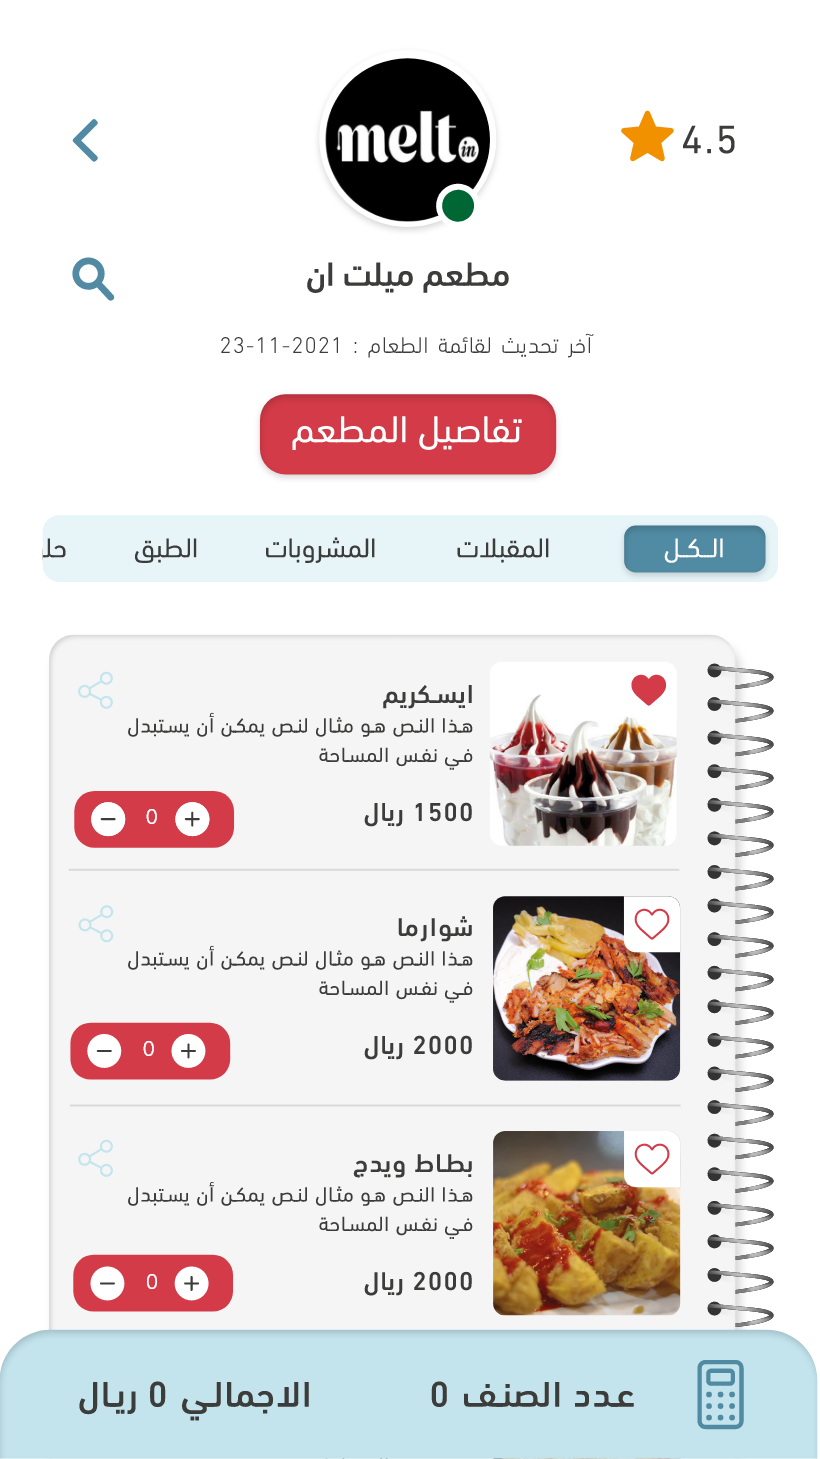 4.5
melt in
مطعم ميلت ان
آخر تحديث لقائمة الطعام : 2021-11-23
تفاصيل المطعم
الــكــل المقبلات المشروبات الطبق حلـ
ايسكريم
هذا النص هو مثال لنص يمكن أن يستبدل
في نفس المساحة
1500 ريال
+ 0 −
شوارما
هذا النص هو مثال لنص يمكن أن يستبدل
في نفس المساحة
2000 ريال
+ 0 −
بطاط ويدج
هذا النص هو مثال لنص يمكن أن يستبدل
في نفس المساحة
2000 ريال
+ 0 −
عدد الصنف 0 الاجمالي 0 ريال